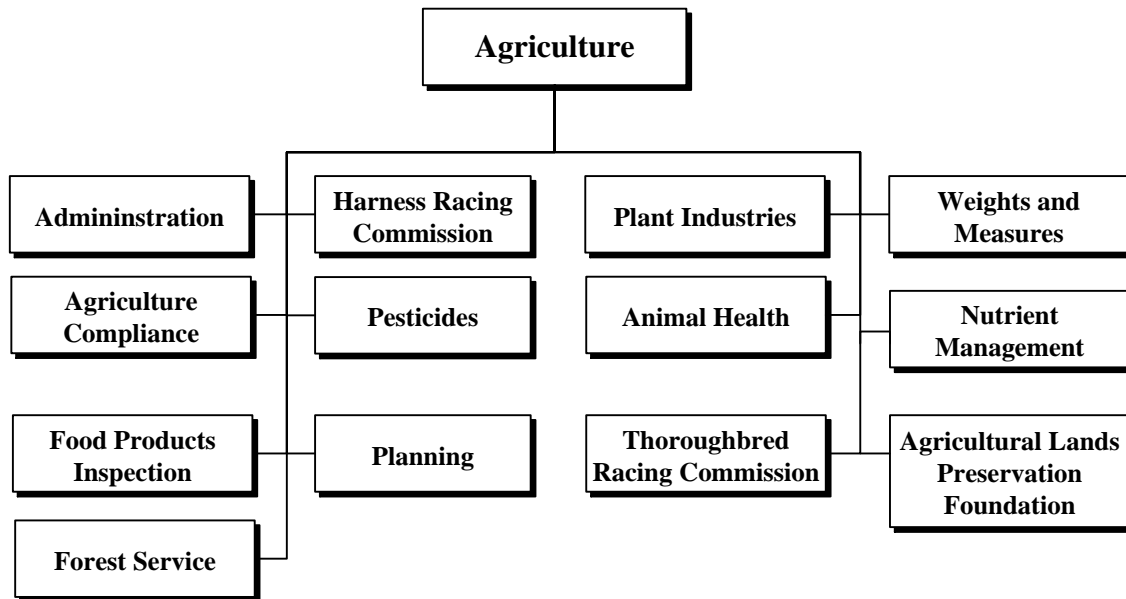 Agriculture
Admininstration
Harness Racing
Commission
Plant Industries
Weights and
Measures
Agriculture
Compliance
Pesticides
Animal Health
Nutrient
Management
Food Products
Inspection
Planning
Thoroughbred
Racing Commission
Agricultural Lands
Preservation
Foundation
Forest Service